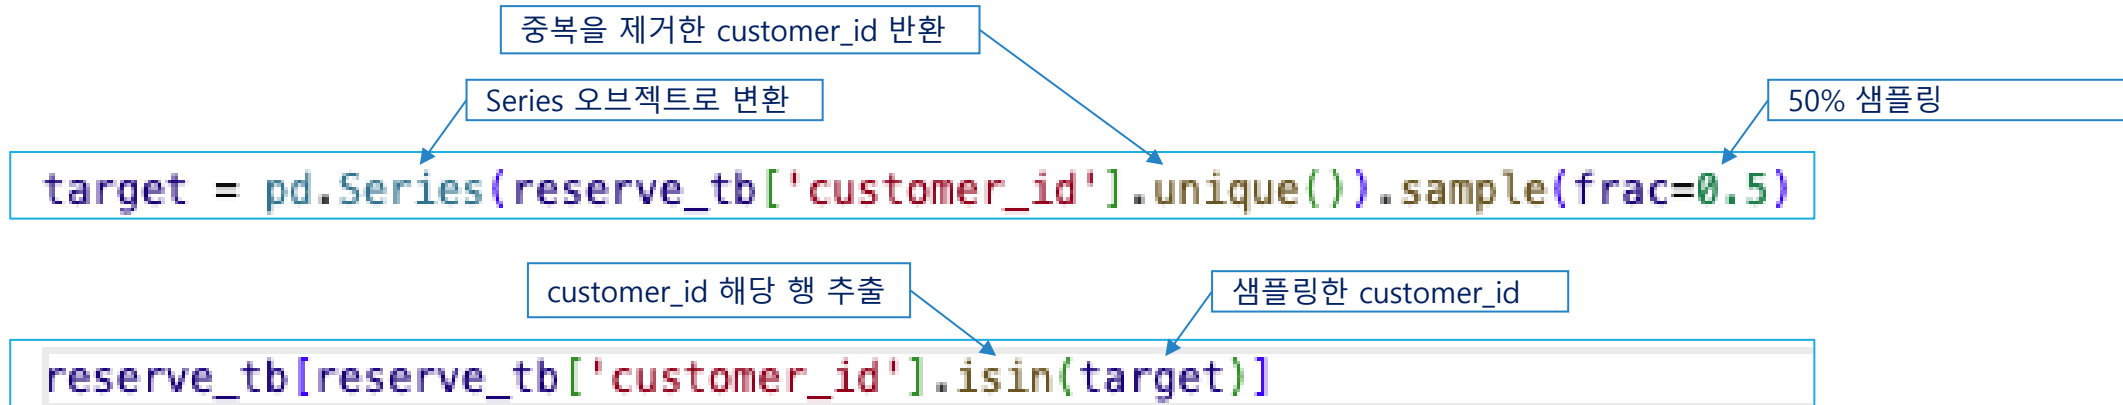 중복을 제거한 customer_id 반환
Series 오브젝트로 변환
50% 샘플링
target = pd.Series(reserve_tb['customer_id'].unique()).sample(frac=0.5)
customer_id 해당 행 추출
샘플링한 customer_id
reserve_tb[reserve_tb['customer_id'].isin(target)]